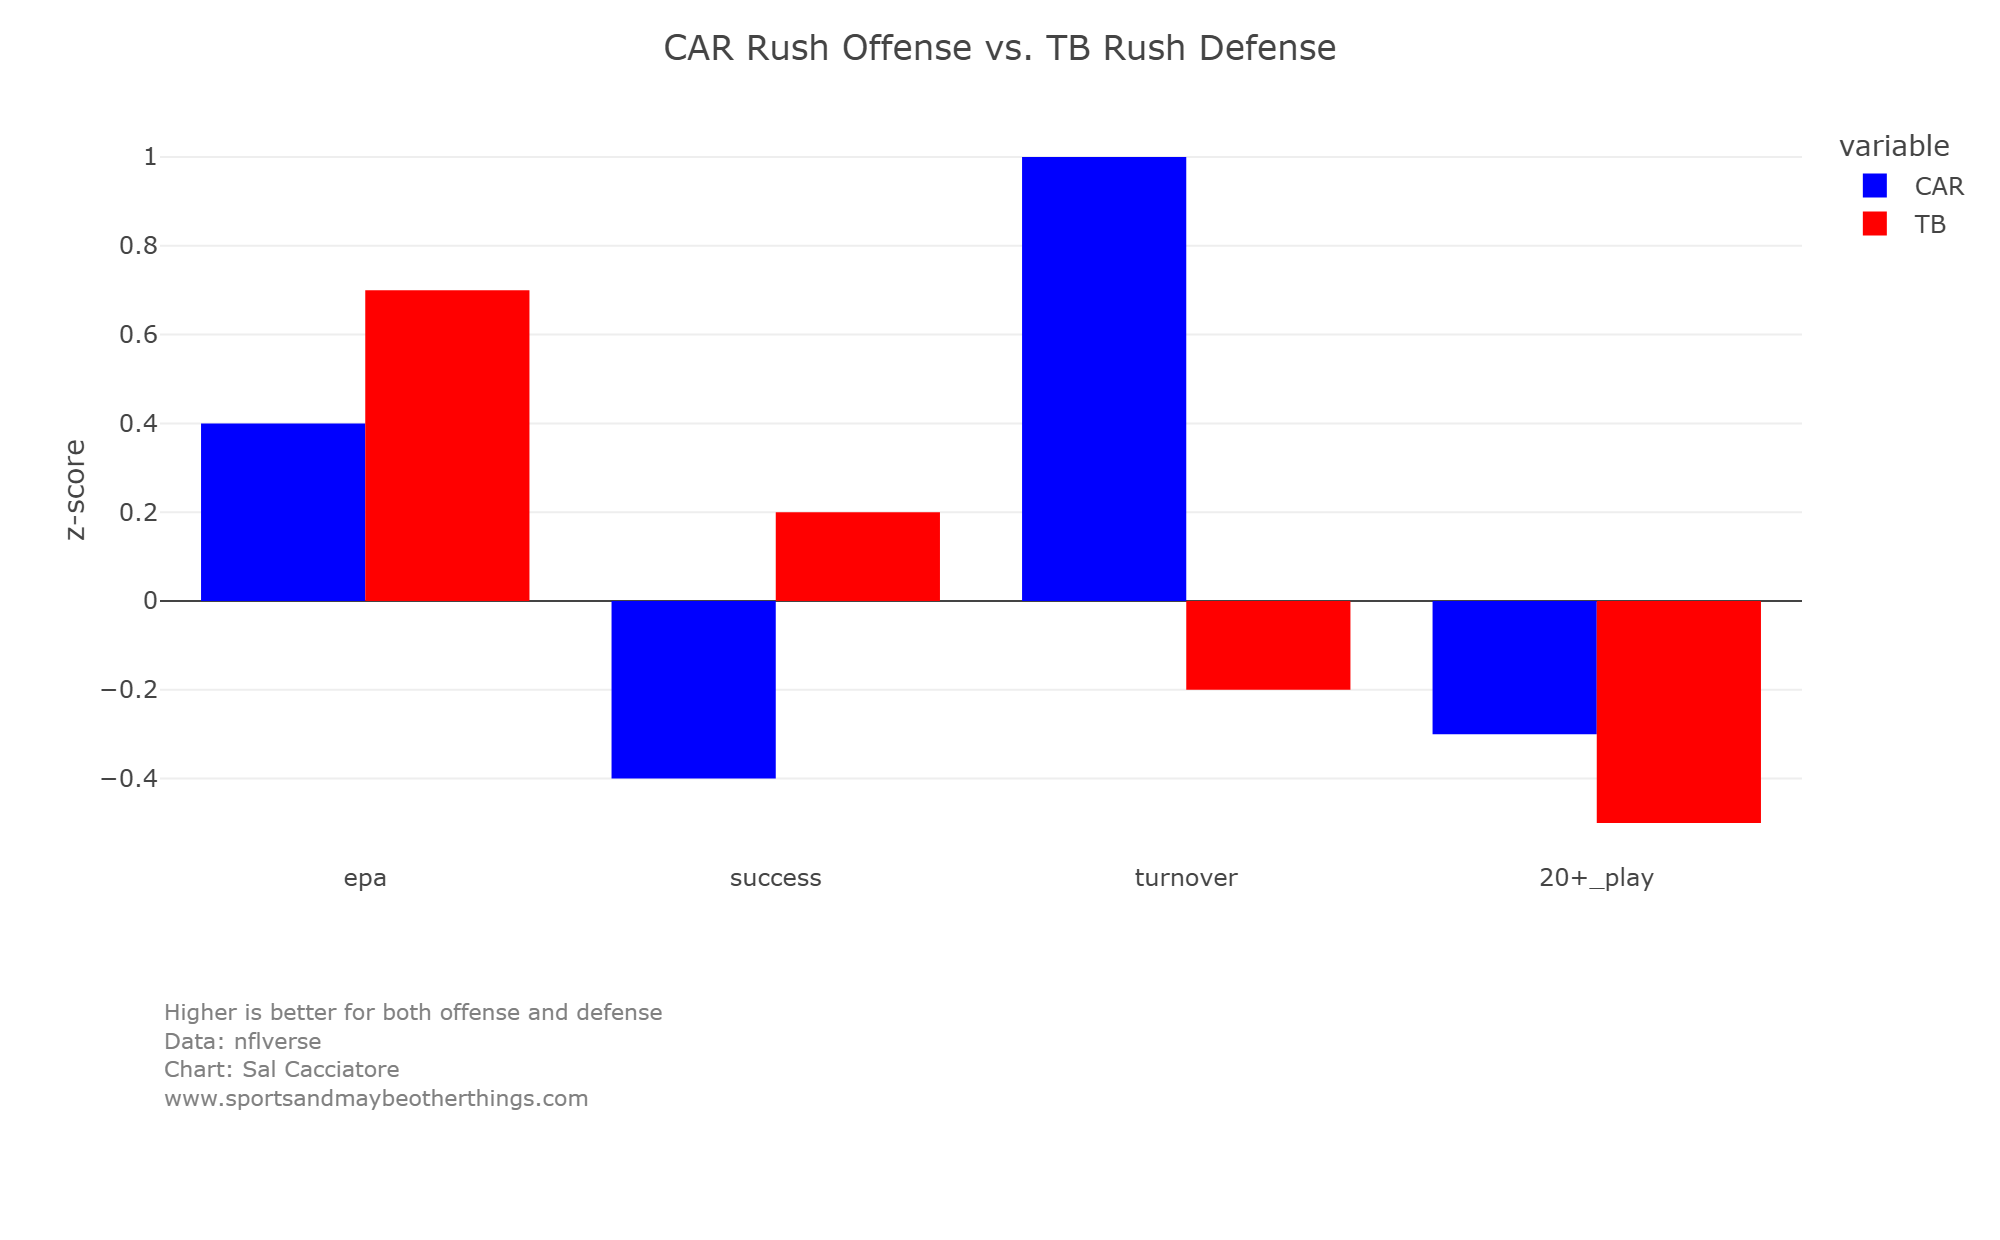 CAR Rush Offense vs. TB Rush Defense
variable
CAR
TB
z-score
1
0.8
0.6
0.4
0.2
0
−0.2
−0.4
epa
success
turnover
20+_play
Higher is better for both offense and defense
Data: nflverse
Chart: Sal Cacciatore
www.sportsandmaybeotherthings.com